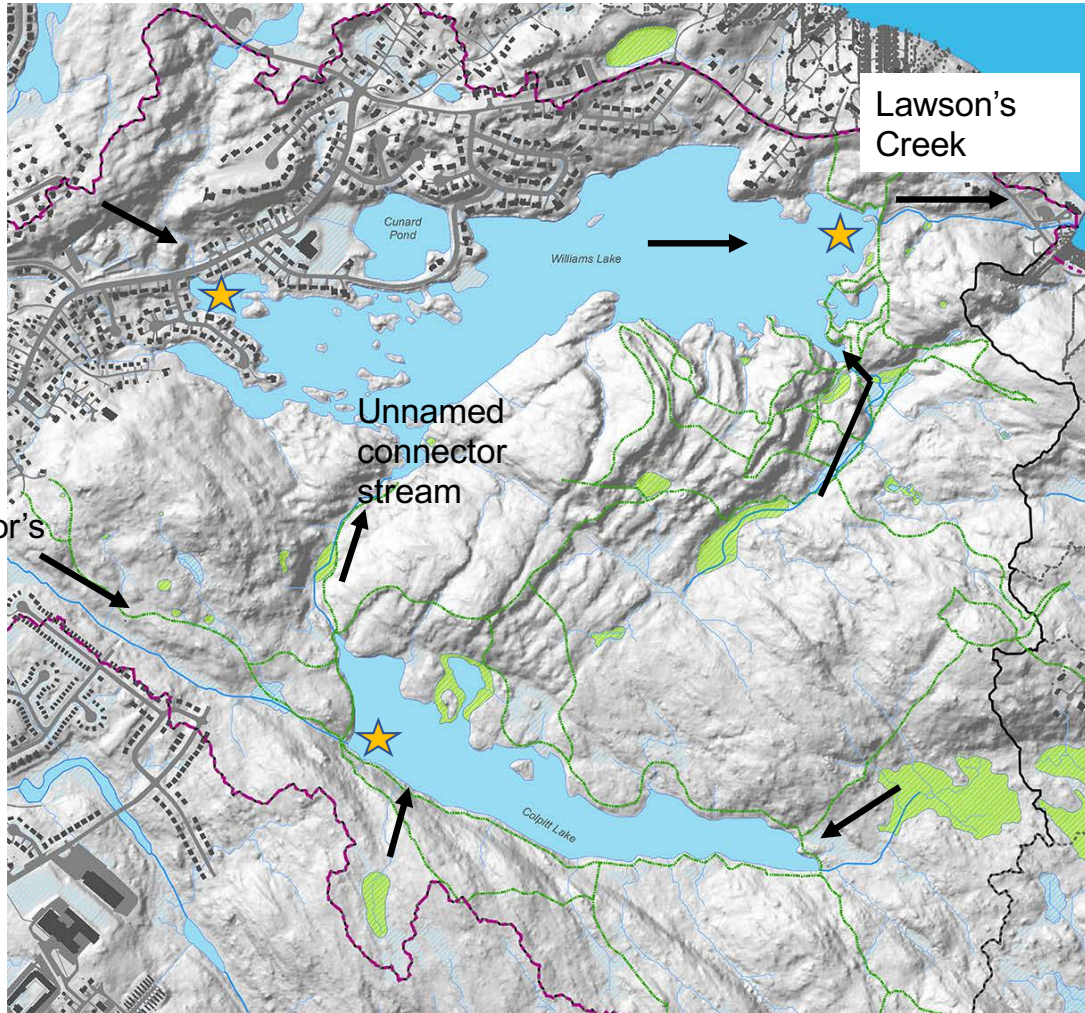 Lawson's
Creek
Cunard
Pond
Williams Lake
Unnamed
connector
stream
or's
Colpitt Lake